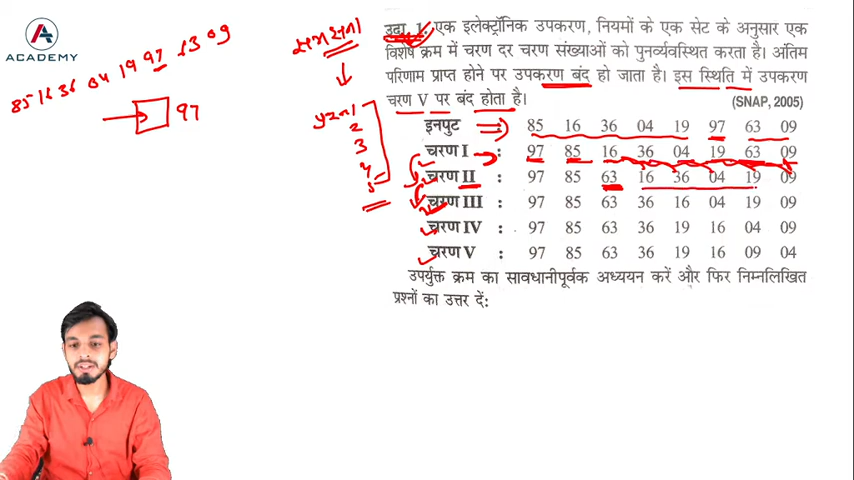 ACADEMY
85 16 36 04 19 97 63 09
97
1
2
3
4
5
उदा. 1. एक इलेक्ट्रॉनिक उपकरण, नियमों के एक सेट के अनुसार एक
विशेष क्रम में चरण दर चरण संख्याओं को पुनर्व्यवस्थित करता है। अंतिम
परिणाम प्राप्त होने पर उपकरण बंद हो जाता है। इस स्थिति में उपकरण
चरण V पर बंद होता है।
(SNAP, 2005)
इनपुट : 85 16 36 04 19 97 63 09
चरण I : 97 85 16 36 04 19 63 09
चरण II : 97 85 63 16 36 04 19 09
चरण III : 97 85 63 36 16 04 19 09
चरण IV : 97 85 63 36 19 16 04 09
चरण V : 97 85 63 36 19 16 09 04
उपर्युक्त क्रम का सावधानीपूर्वक अध्ययन करें और फिर निम्नलिखित
प्रश्नों का उत्तर दें: